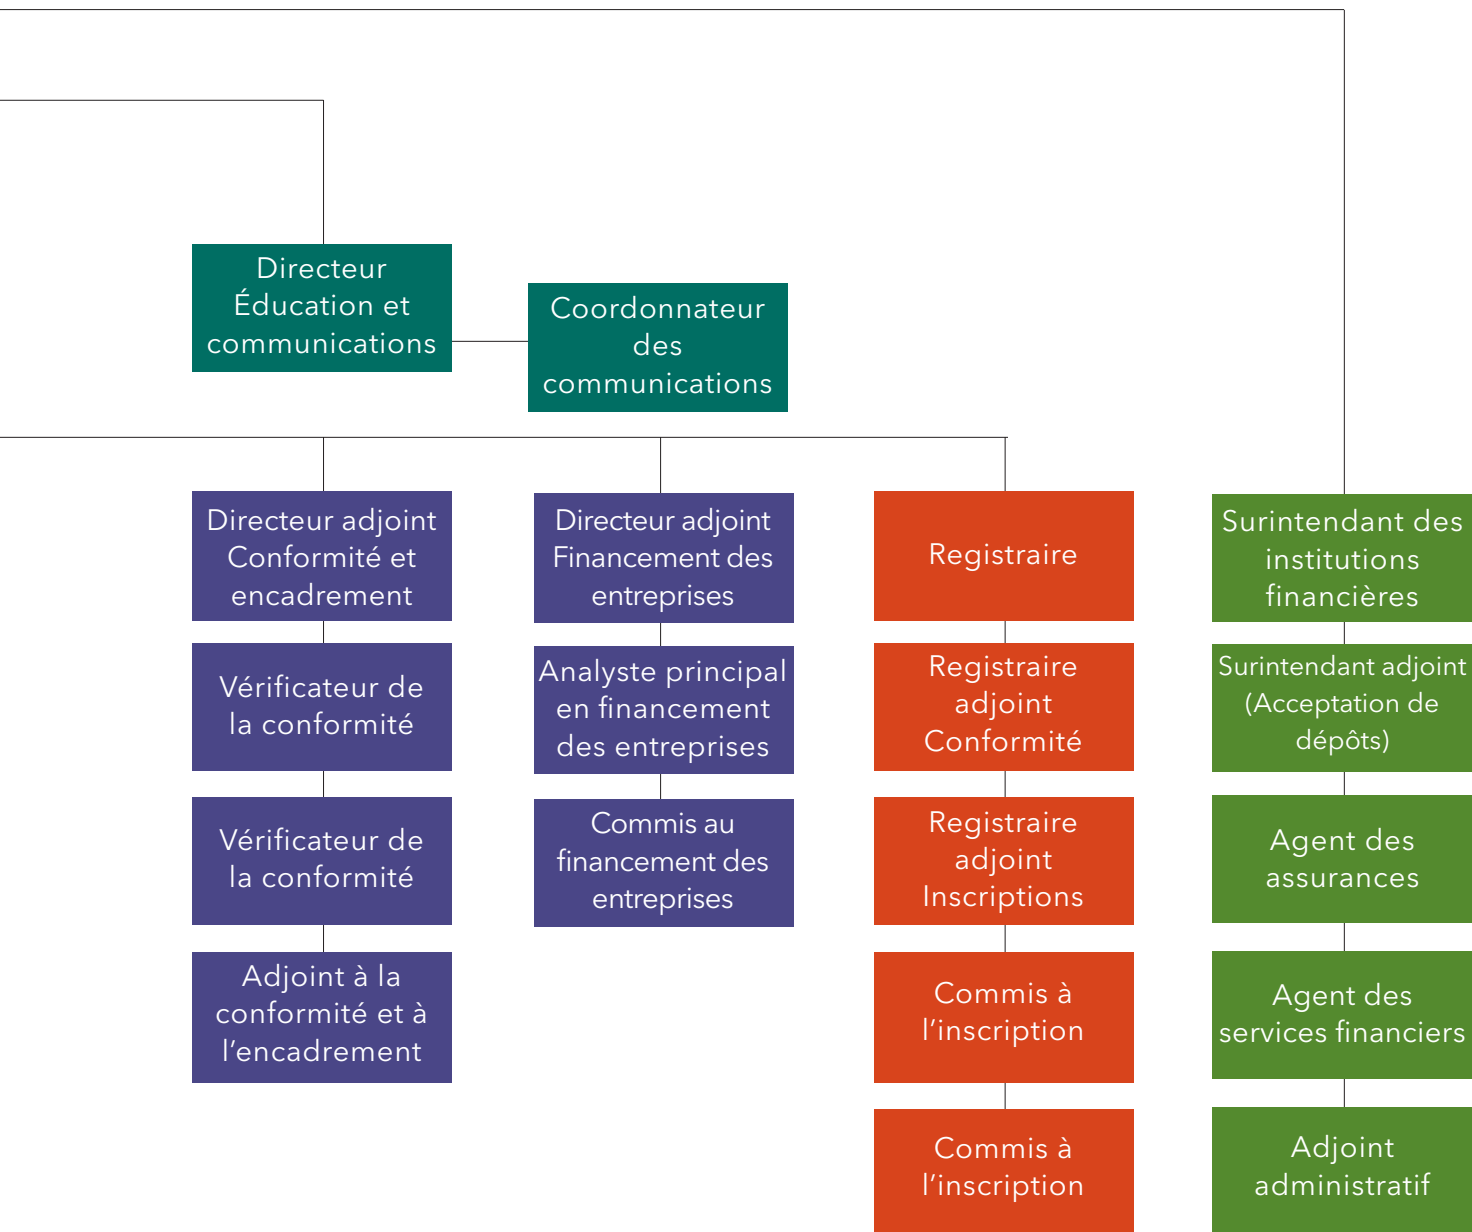 Directeur
Éducation et
communications
Coordonnateur
des
communications
Directeur adjoint
Conformité et
encadrement
Vérificateur de
la conformité
Vérificateur de
la conformité
Adjoint à la
conformité et à
l'encadrement
Directeur adjoint
Financement des
entreprises
Analyste principal
en financement
des entreprises
Commis au
financement des
entreprises
Registraire
Registraire
adjoint
Conformité
Registraire
adjoint
Inscriptions
Commis à
l'inscription
Commis à
l'inscription
Surintendant des
institutions
financières
Surintendant adjoint
(Acceptation de
dépôts)
Agent des
assurances
Agent des
services financiers
Adjoint
administratif